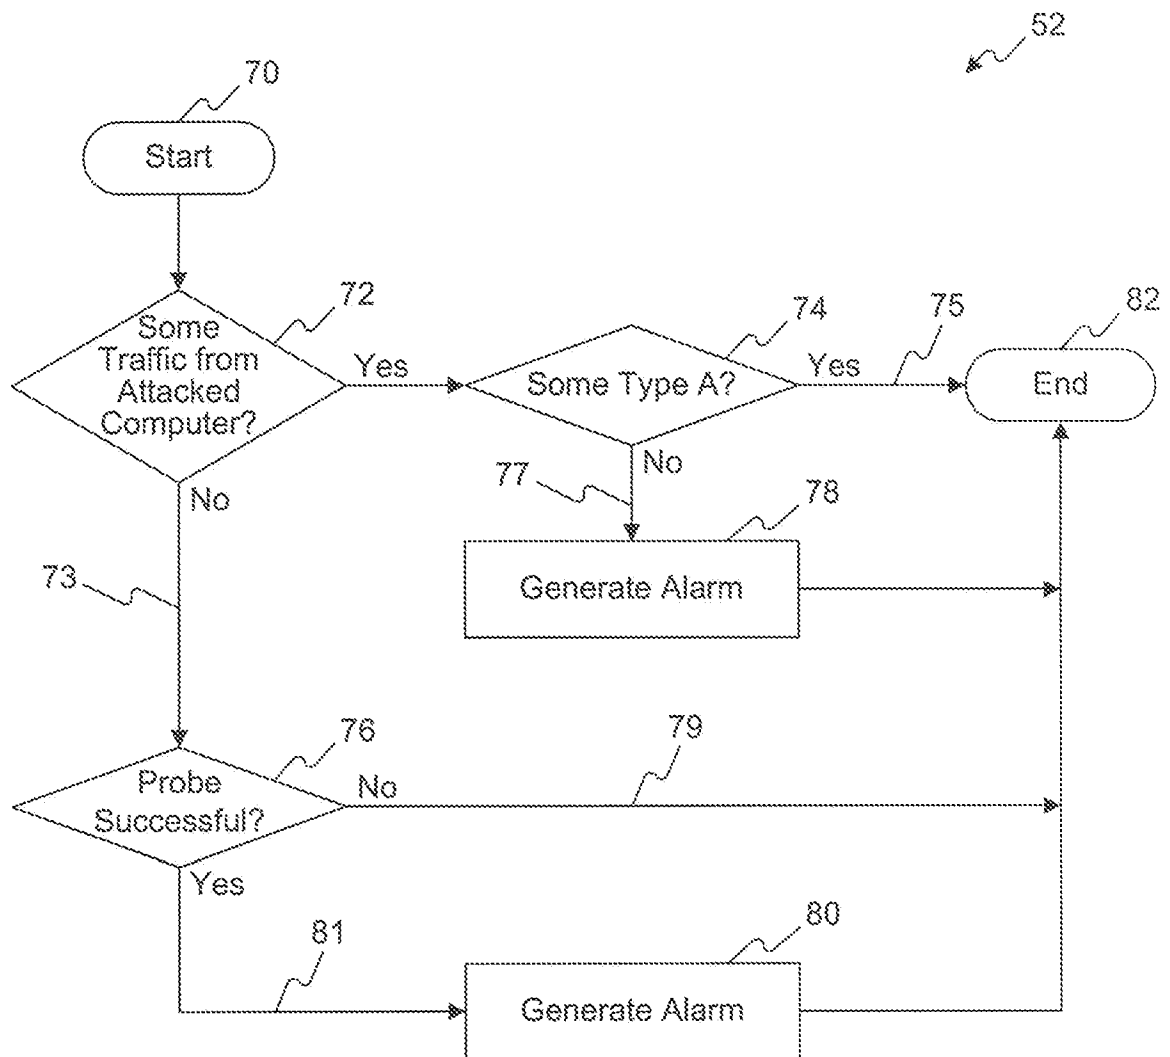 52
70
Start
72
Some
Traffic from
Attacked
Computer?
Yes
74
Some Type A?
Yes
75
82
End
No
No
77
78
Generate Alarm
73
76
Probe
Successful?
No
79
Yes
81
80
Generate Alarm